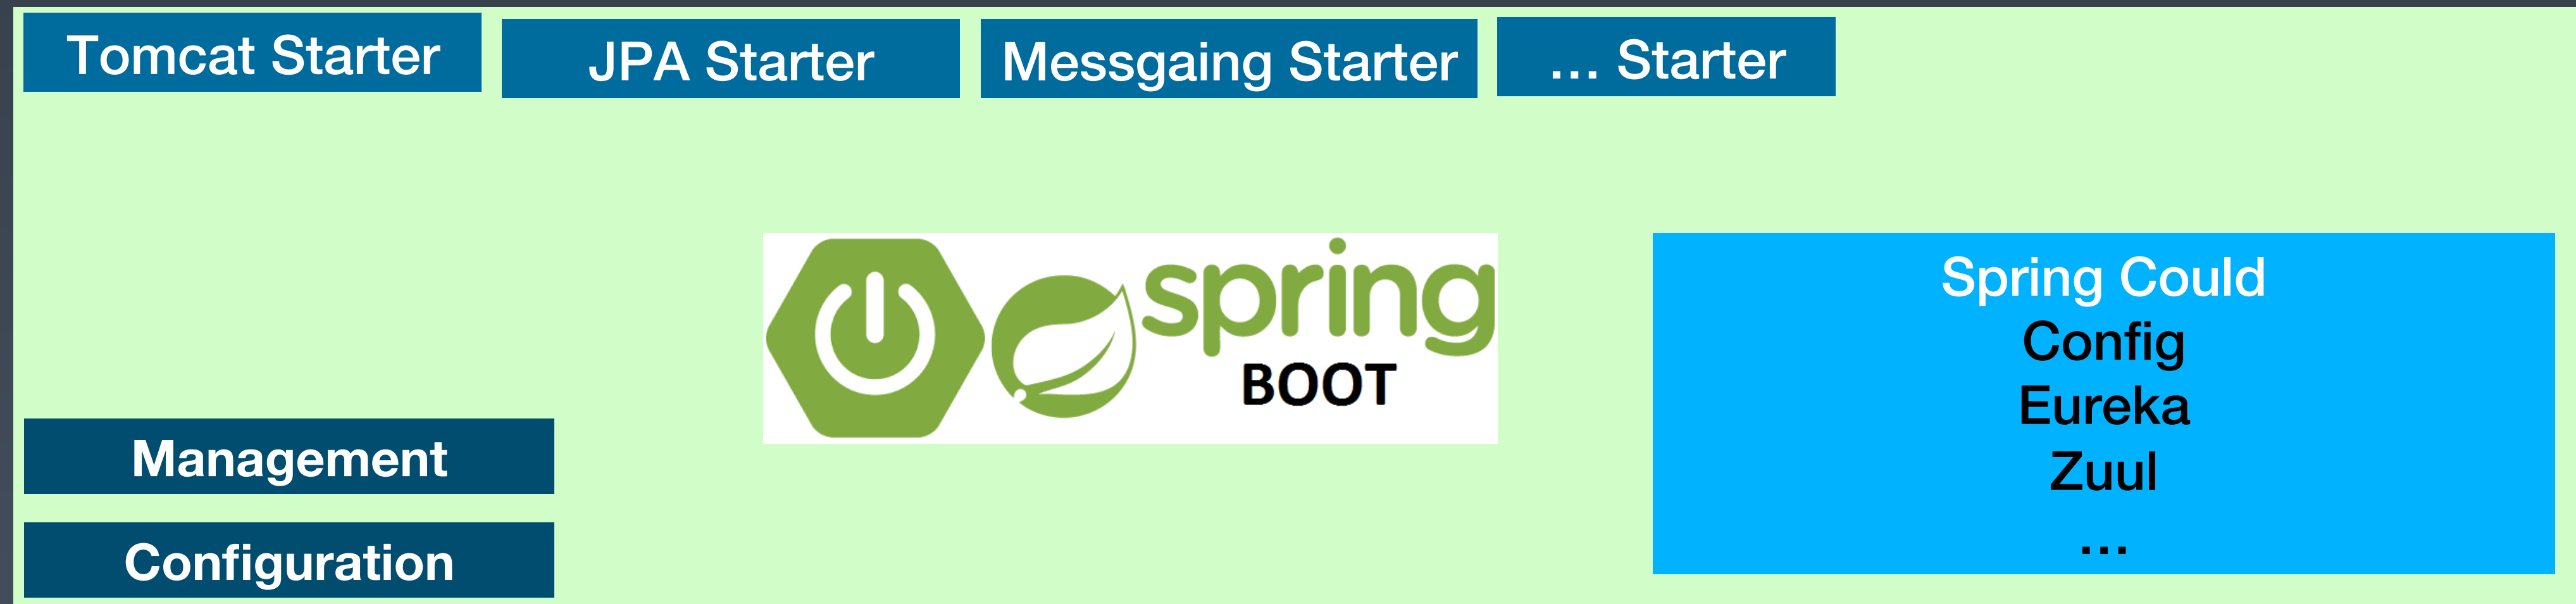 Tomcat Starter
JPA Starter
Messgaing Starter
... Starter
spring
BOOT
Spring Could
Config
Eureka
Zuul
...
Management
Configuration